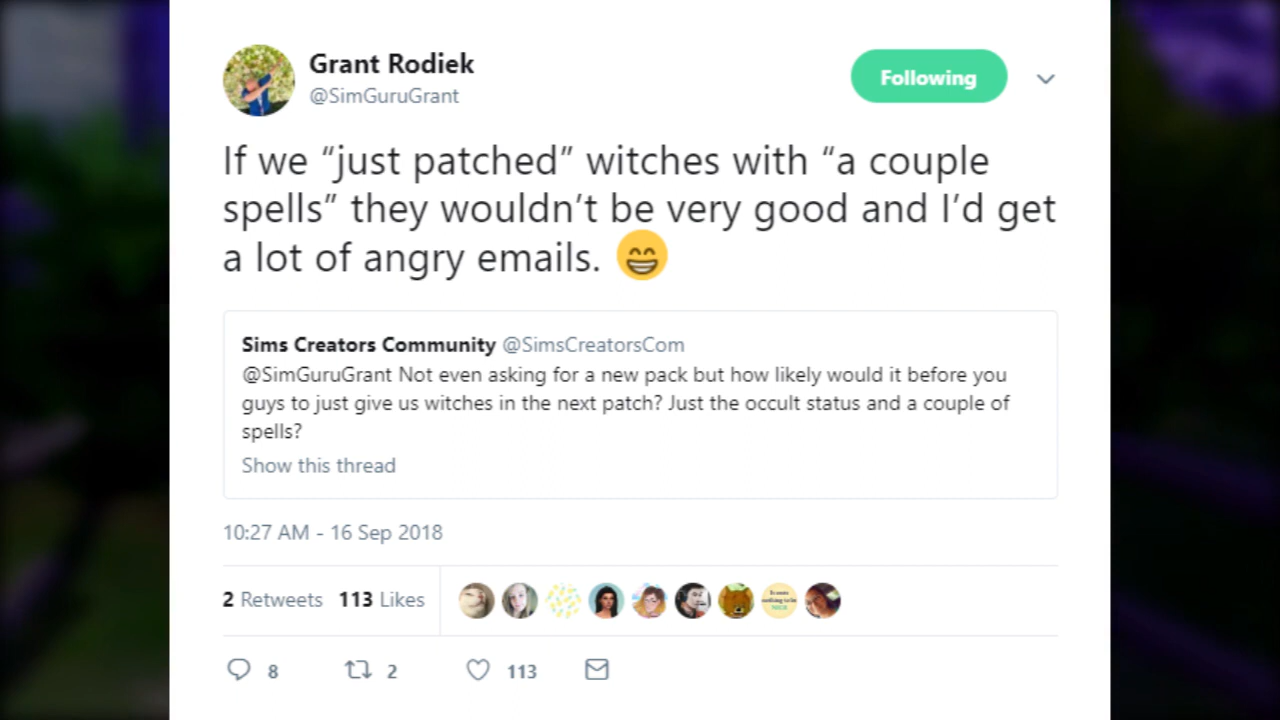 Grant Rodiek
@SimGuruGrant
Following
If we “just patched” witches with “a couple
spells” they wouldn’t be very good and I’d get
a lot of angry emails. 😁
Sims Creators Community @SimsCreatorsCom
@SimGuruGrant Not even asking for a new pack but how likely would it before you
guys to just give us witches in the next patch? Just the occult status and a couple of
spells?
Show this thread
10:27 AM - 16 Sep 2018
2 Retweets 113 Likes
8 2 113